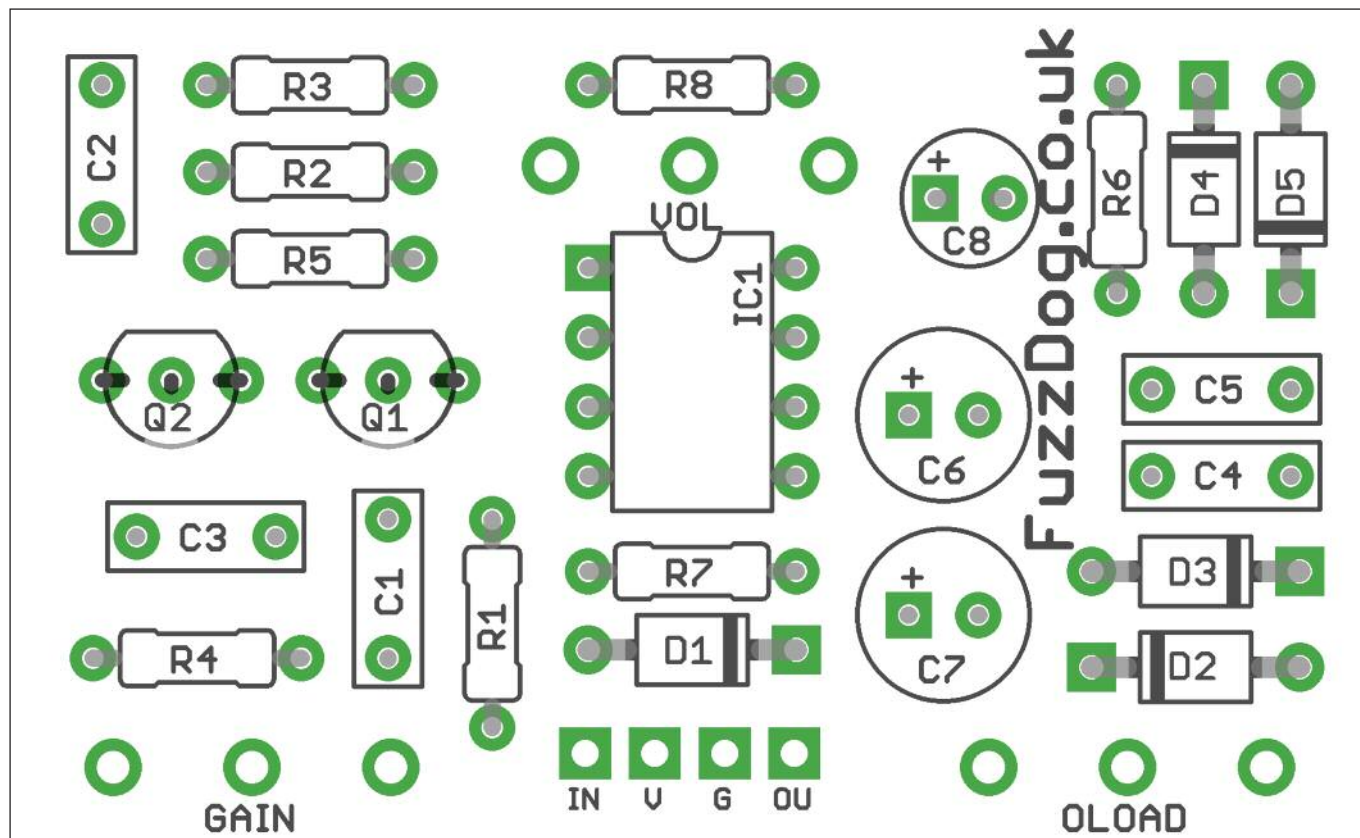 C2
R3
R8
R2
R5
VOL
+
C8
FuzzDog.co.uk
R6
D4
D5
IC1
Q2
Q1
+
C6
C5
C4
C3
C1
R1
R7
+
C7
D3
R4
D1
D2
IN V G OU
GAIN
OLOAD